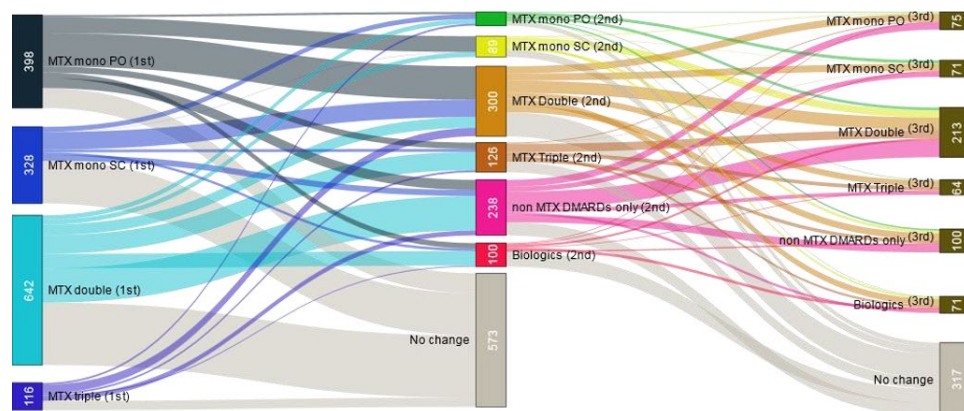 398
MTX mono PO (1st)
328
MTX mono SC (1st)
642
MTX double (1st)
116
MTX triple (1st)
MTX mono PO (2nd)
89
MTX mono SC (2nd)
300
MTX Double (2nd)
126
MTX Triple (2nd)
238
non MTX DMARDs only (2nd)
100
Biologics (2nd)
573
No change
MTX mono PO (3rd)
75
MTX mono SC (3rd)
71
MTX Double (3rd)
213
MTX Triple (3rd)
64
non MTX DMARDs only (3rd)
100
Biologics (3rd)
71
No change
317